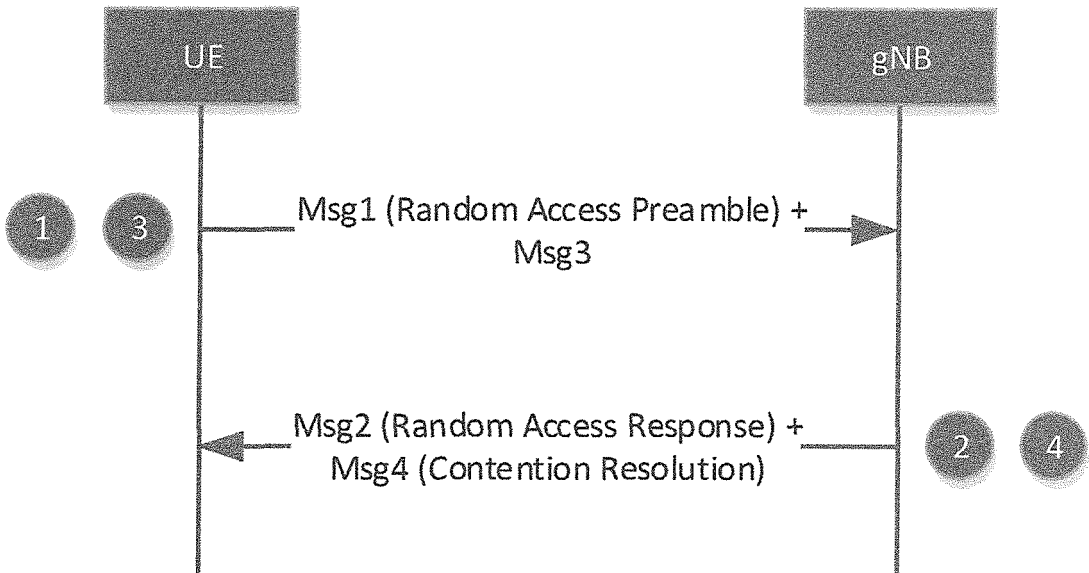 UE
gNB
1
3
Msg1 (Random Access Preamble) +
Msg3
Msg2 (Random Access Response) +
Msg4 (Contention Resolution)
2
4